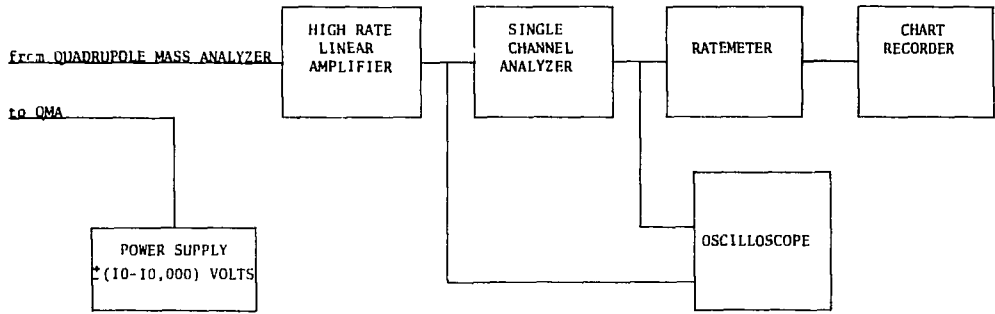 HIGH RATE
LINEAR
AMPLIFIER
SINGLE
CHANNEL
ANALYZER
RATEMETER
CHART
RECORDER
from QUADRUPOLE MASS ANALYZER
to QMA
OSCILLOSCOPE
POWER SUPPLY
±(10-10,000) VOLTS